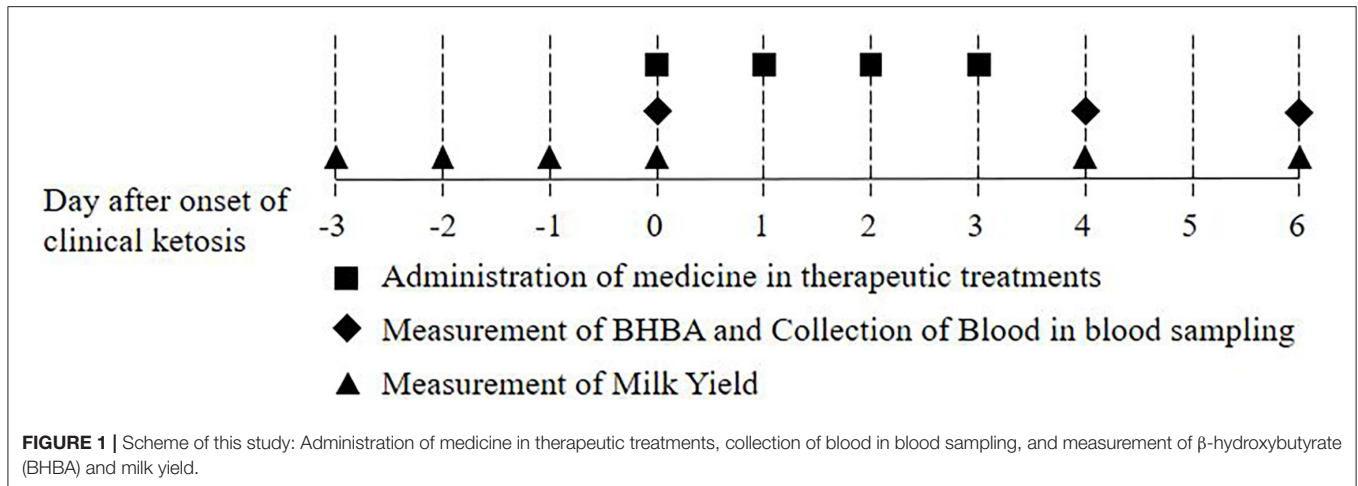 Day after onset of
clinical ketosis
-3 -2 -1 0 1 2 3 4 5 6
Administration of medicine in therapeutic treatments
Measurement of BHBA and Collection of Blood in blood sampling
Measurement of Milk Yield
FIGURE 1 | Scheme of this study: Administration of medicine in therapeutic treatments, collection of blood in blood sampling, and measurement of β-hydroxybutyrate
(BHBA) and milk yield.